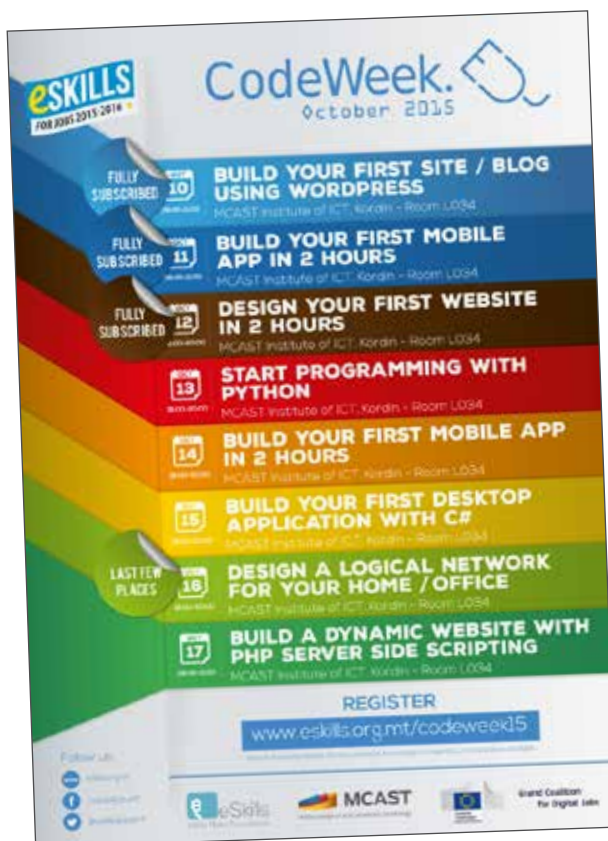 eSKILLS
FOR JOBS 2015-2016
CodeWeek.
October 2015
FULLY
SUBSCRIBED
OCT
10
BUILD YOUR FIRST SITE / BLOG
USING WORDPRESS
MCAST Institute of ICT, Kordin - Room L034
FULLY
SUBSCRIBED
OCT
11
BUILD YOUR FIRST MOBILE
APP IN 2 HOURS
MCAST Institute of ICT, Kordin - Room L034
FULLY
SUBSCRIBED
12
DESIGN YOUR FIRST WEBSITE
IN 2 HOURS
MCAST Institute of ICT, Kordin - Room L034
OCT
13
START PROGRAMMING WITH
PYTHON
MCAST Institute of ICT, Kordin - Room L034
OCT
14
BUILD YOUR FIRST MOBILE APP
IN 2 HOURS
MCAST Institute of ICT, Kordin - Room L034
OCT
15
BUILD YOUR FIRST DESKTOP
APPLICATION WITH C#
MCAST Institute of ICT, Kordin - Room L034
LAST FEW
PLACES
OCT
16
DESIGN A LOGICAL NETWORK
FOR YOUR HOME / OFFICE
MCAST Institute of ICT, Kordin - Room L034
OCT
17
BUILD A DYNAMIC WEBSITE WITH
PHP SERVER SIDE SCRIPTING
MCAST Institute of ICT, Kordin - Room L034
REGISTER
www.eskills.org.mt/codeweek15
Follow us:
eSkills
MCAST
Grand Coalition
for Digital Jobs